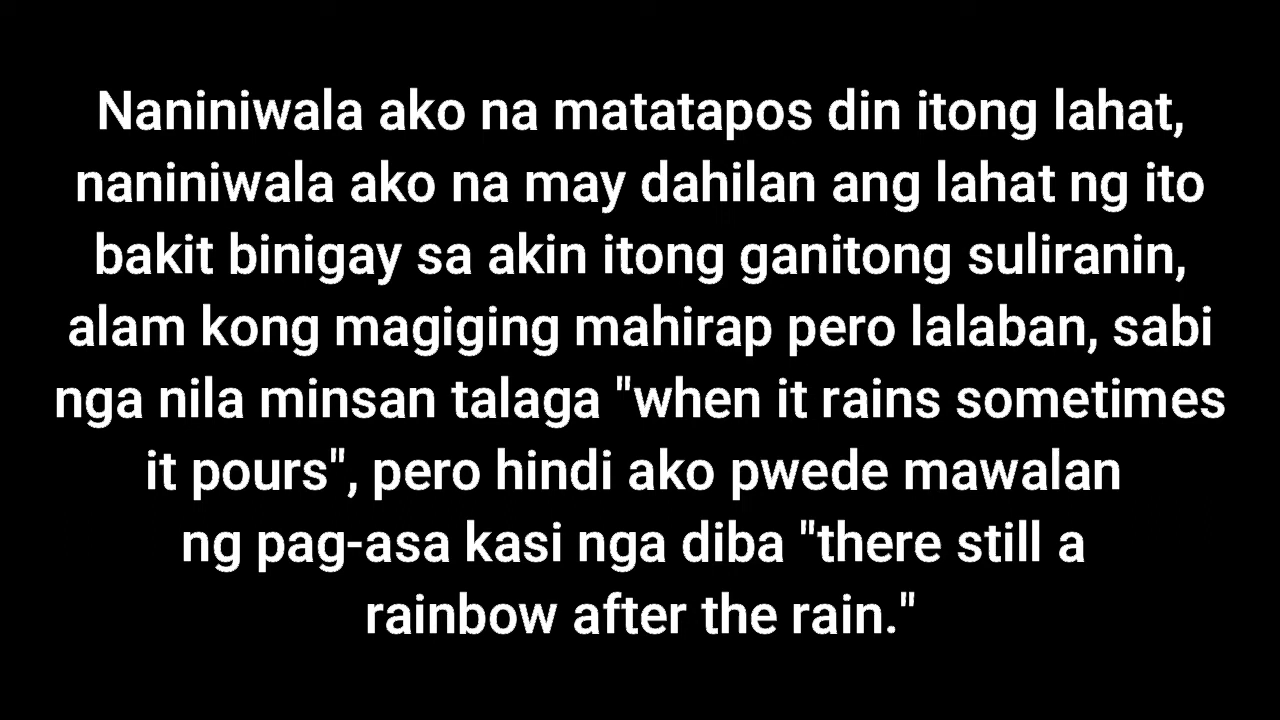 Naniniwala ako na matatapos din itong lahat,
naniniwala ako na may dahilan ang lahat ng ito
bakit binigay sa akin itong ganitong suliranin,
alam kong magiging mahirap pero lalaban, sabi
nga nila minsan talaga "when it rains sometimes
it pours", pero hindi ako pwede mawalan
ng pag-asa kasi nga diba "there still a
rainbow after the rain."